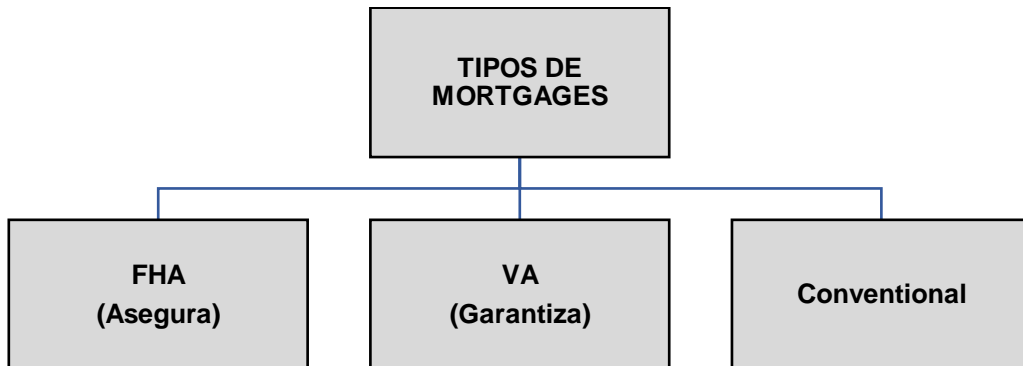 TIPOS DE
MORTGAGES
FHA
(Asegura)
VA
(Garantiza)
Conventional